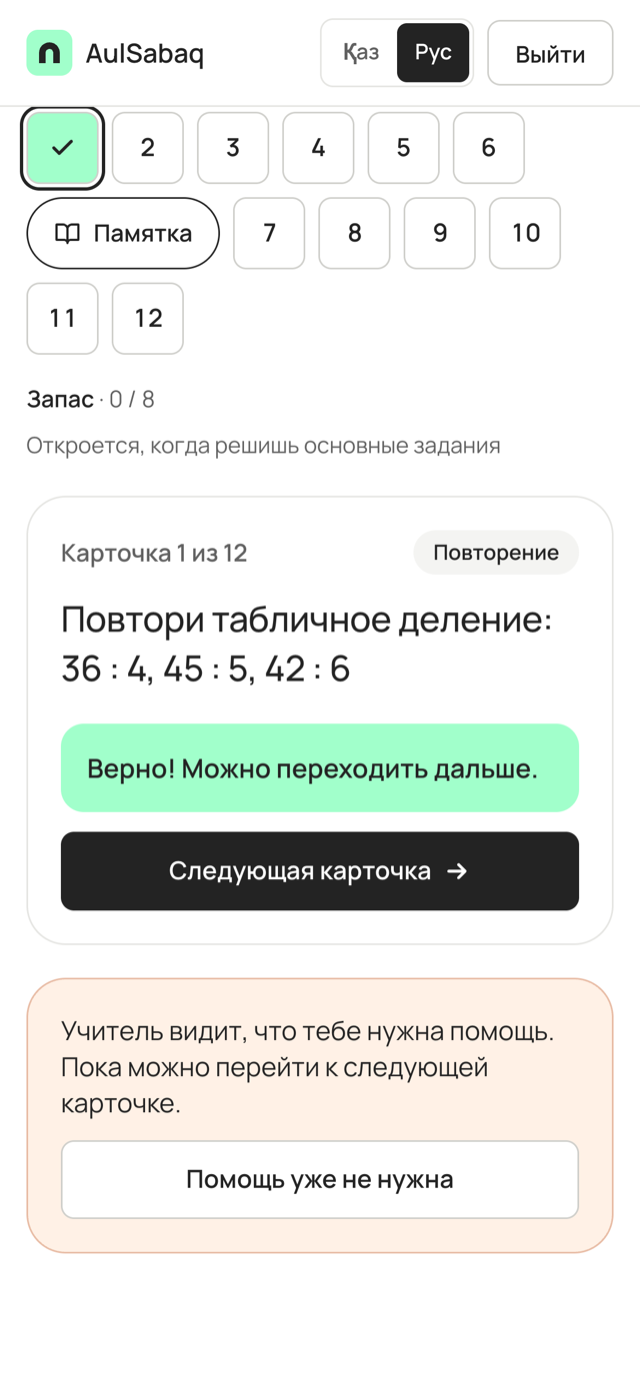 AulSabaq
Қаз
Рус
Выйти
2
3
4
5
6
Памятка
7
8
9
10
11
12
Запас · 0 / 8
Откроется, когда решишь основные задания
Карточка 1 из 12
Повторение
Повтори табличное деление:
36 : 4, 45 : 5, 42 : 6
Верно! Можно переходить дальше.
Следующая карточка →
Учитель видит, что тебе нужна помощь.
Пока можно перейти к следующей
карточке.
Помощь уже не нужна